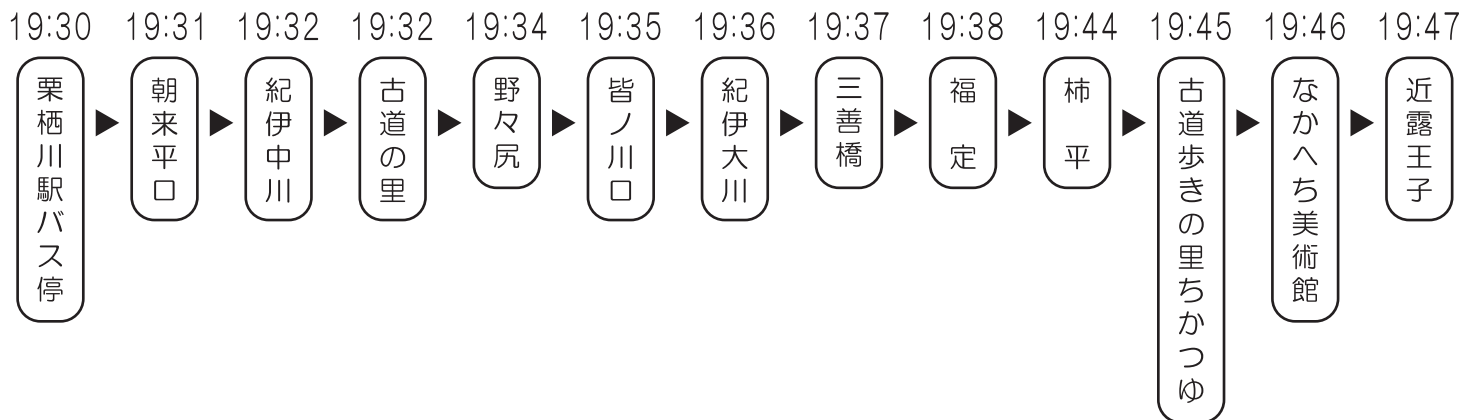 19:30 19:31 19:32 19:32 19:34 19:35 19:36 19:37 19:38 19:44 19:45 19:46 19:47
栗栖川駅バス停
朝来平口
紀伊中川
古道の里
野々尻
皆ノ川口
紀伊大川
三善橋
福定
柿平
古道歩きの里ちかつゆ
なかへち美術館
近露王子